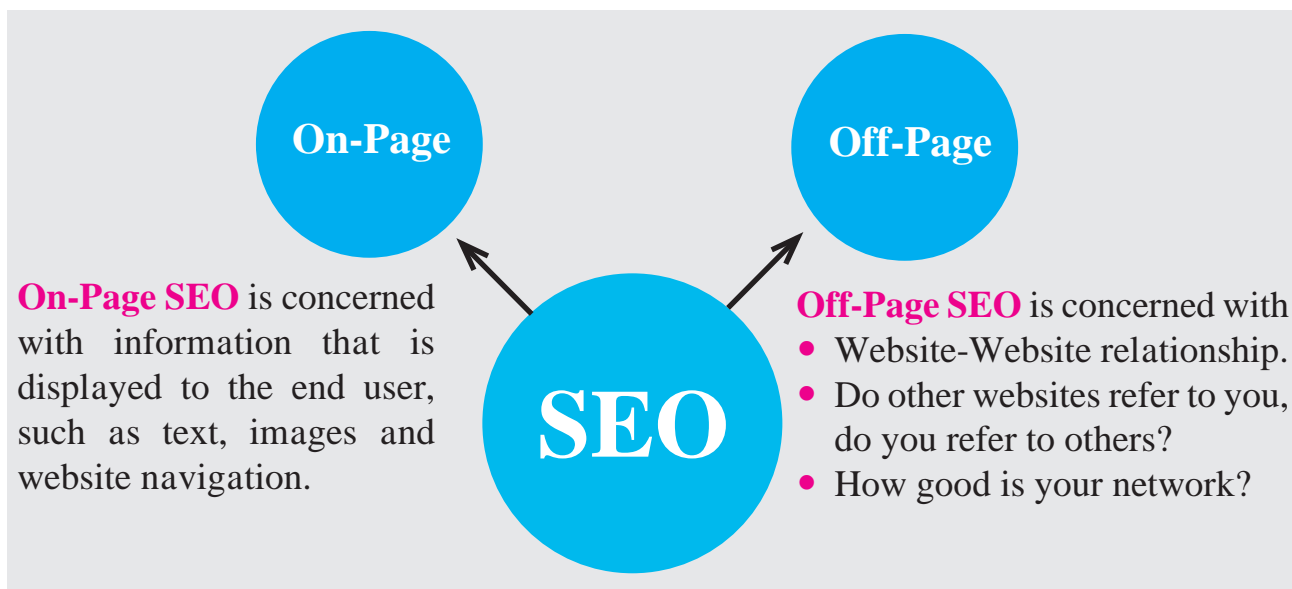 On-Page
Off-Page
On-Page SEO is concerned
with information that is
displayed to the end user,
such as text, images and
website navigation.
SEO
Off-Page SEO is concerned with
• Website-Website relationship.
• Do other websites refer to you,
do you refer to others?
• How good is your network?